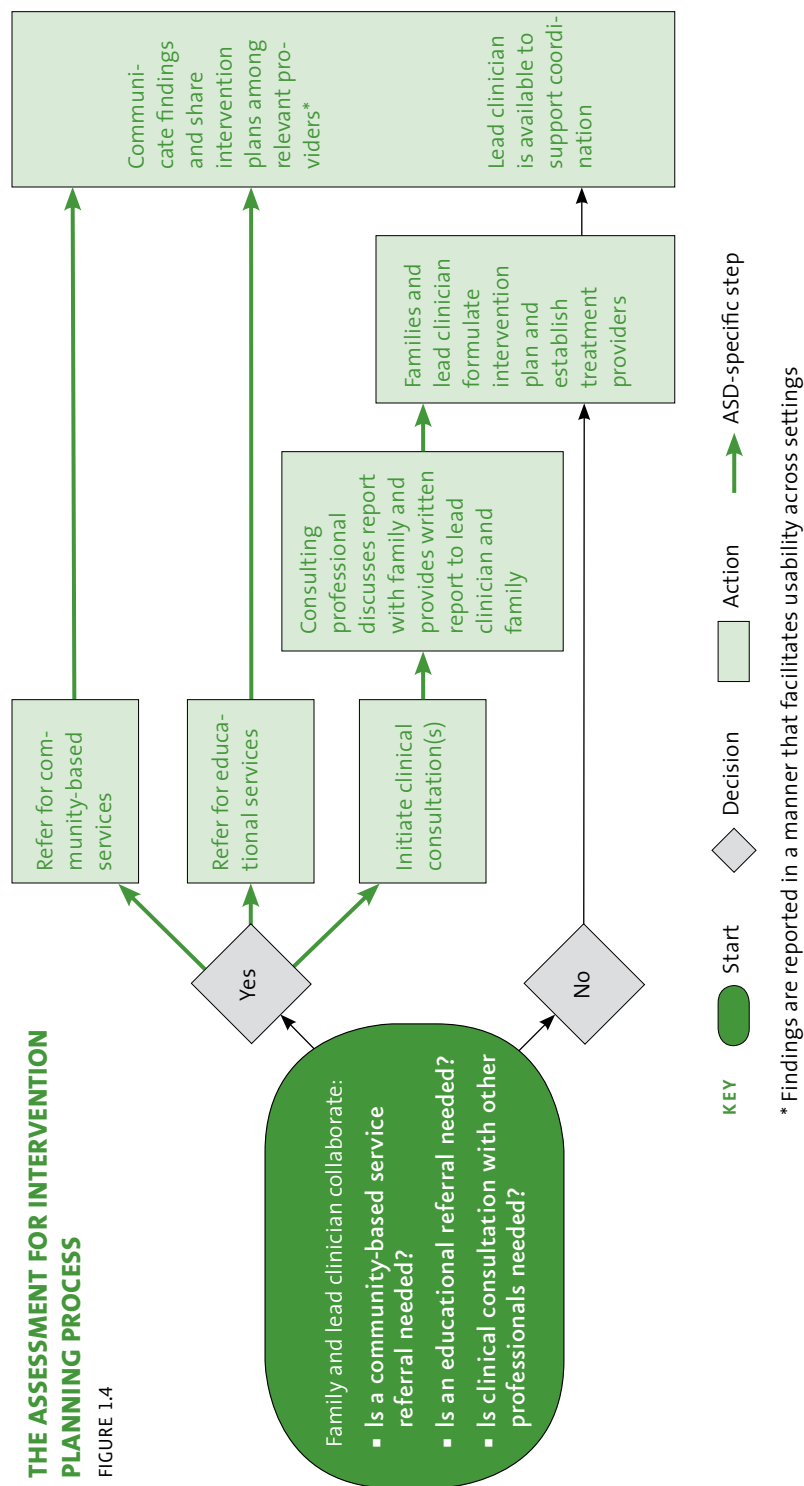 THE ASSESSMENT FOR INTERVENTION
PLANNING PROCESS
FIGURE 1.4
Family and lead clinician collaborate:
▪ Is a community-based service
referral needed?
▪ Is an educational referral needed?
▪ Is clinical consultation with other
professionals needed?
Yes
No
Refer for com-
munity-based
services
Refer for educa-
tional services
Initiate clinical
consultation(s)
Consulting
professional
discusses report
with family and
provides written
report to lead
clinician and
family
Families and
lead clinician
formulate
intervention
plan and
establish
treatment
providers
Communi-
cate findings
and share
intervention
plans among
relevant pro-
viders*
Lead clinician
is available to
support coordi-
nation
KEY
Start
Decision
Action
ASD-specific step
* Findings are reported in a manner that facilitates usability across settings